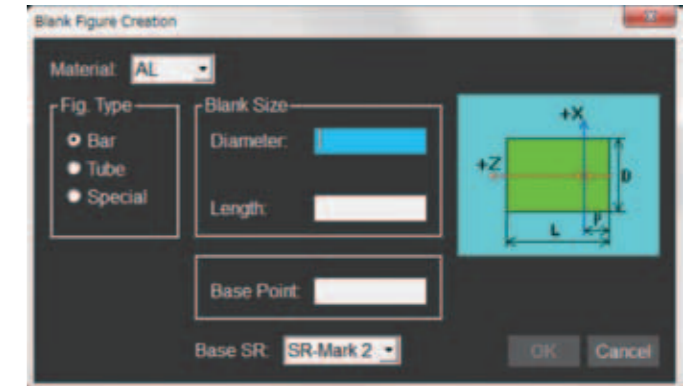 Blank Figure Creation
Material: AL
Fig. Type
Bar
Tube
Special
Blank Size
Diameter:
Length:
Base Point:
Base SR: SR-Mark 2
+X
+Z
D
P
L
OK Cancel